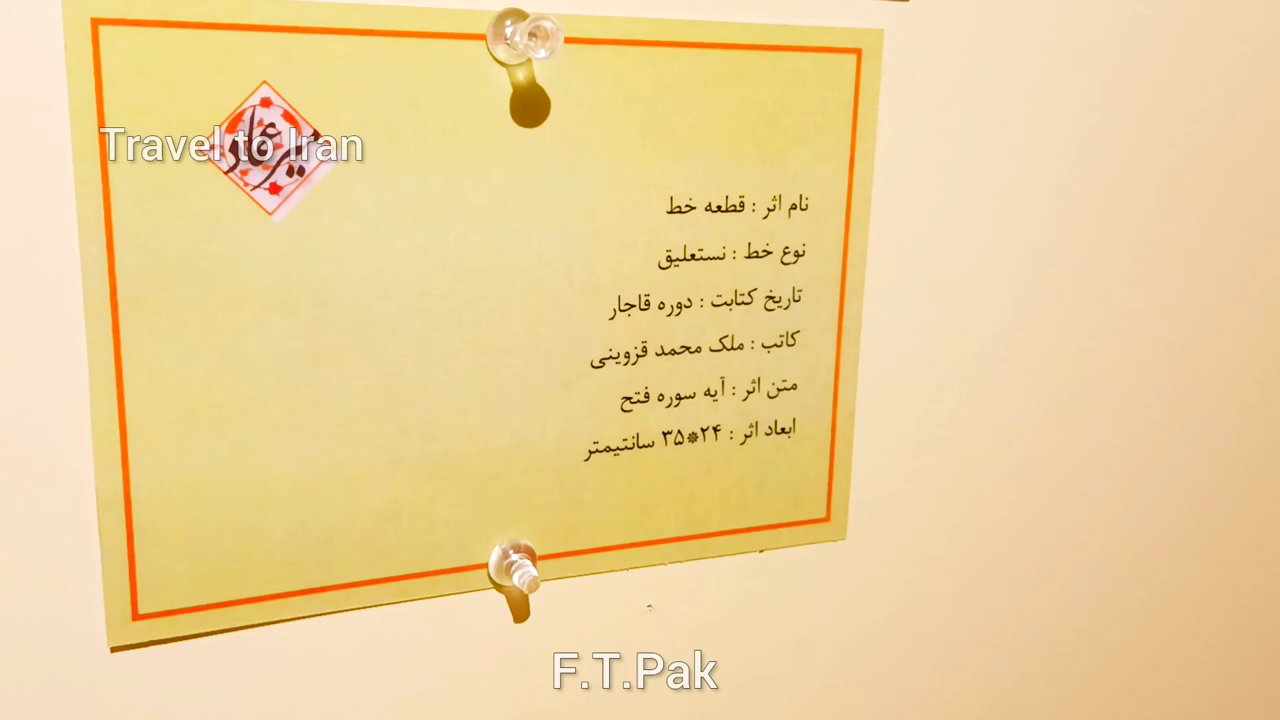 Travel to Iran
میرعماد
نام اثر : قطعه خط
نوع خط : نستعلیق
تاریخ کتابت : دوره قاجار
کاتب : ملک محمد قزوینی
متن اثر : آیه سوره فتح
ابعاد اثر : ۲۴*۳۵ سانتیمتر
F.T.Pak